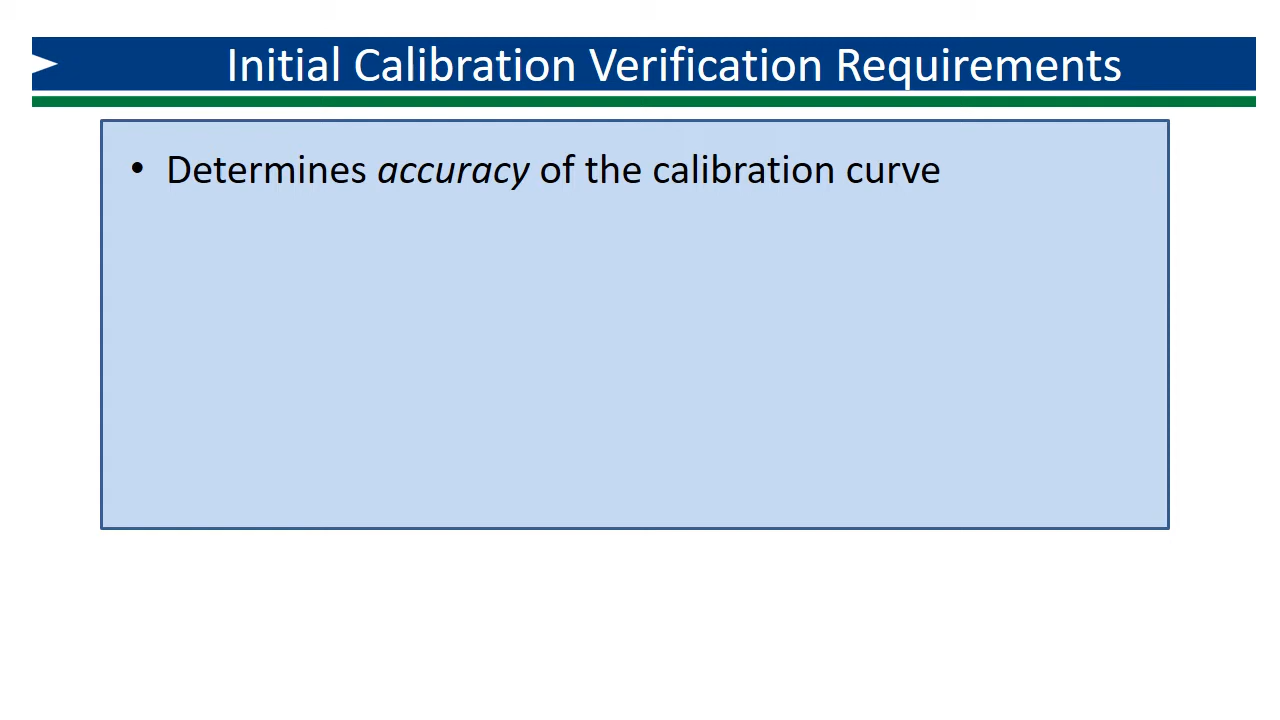 Initial Calibration Verification Requirements
• Determines accuracy of the calibration curve